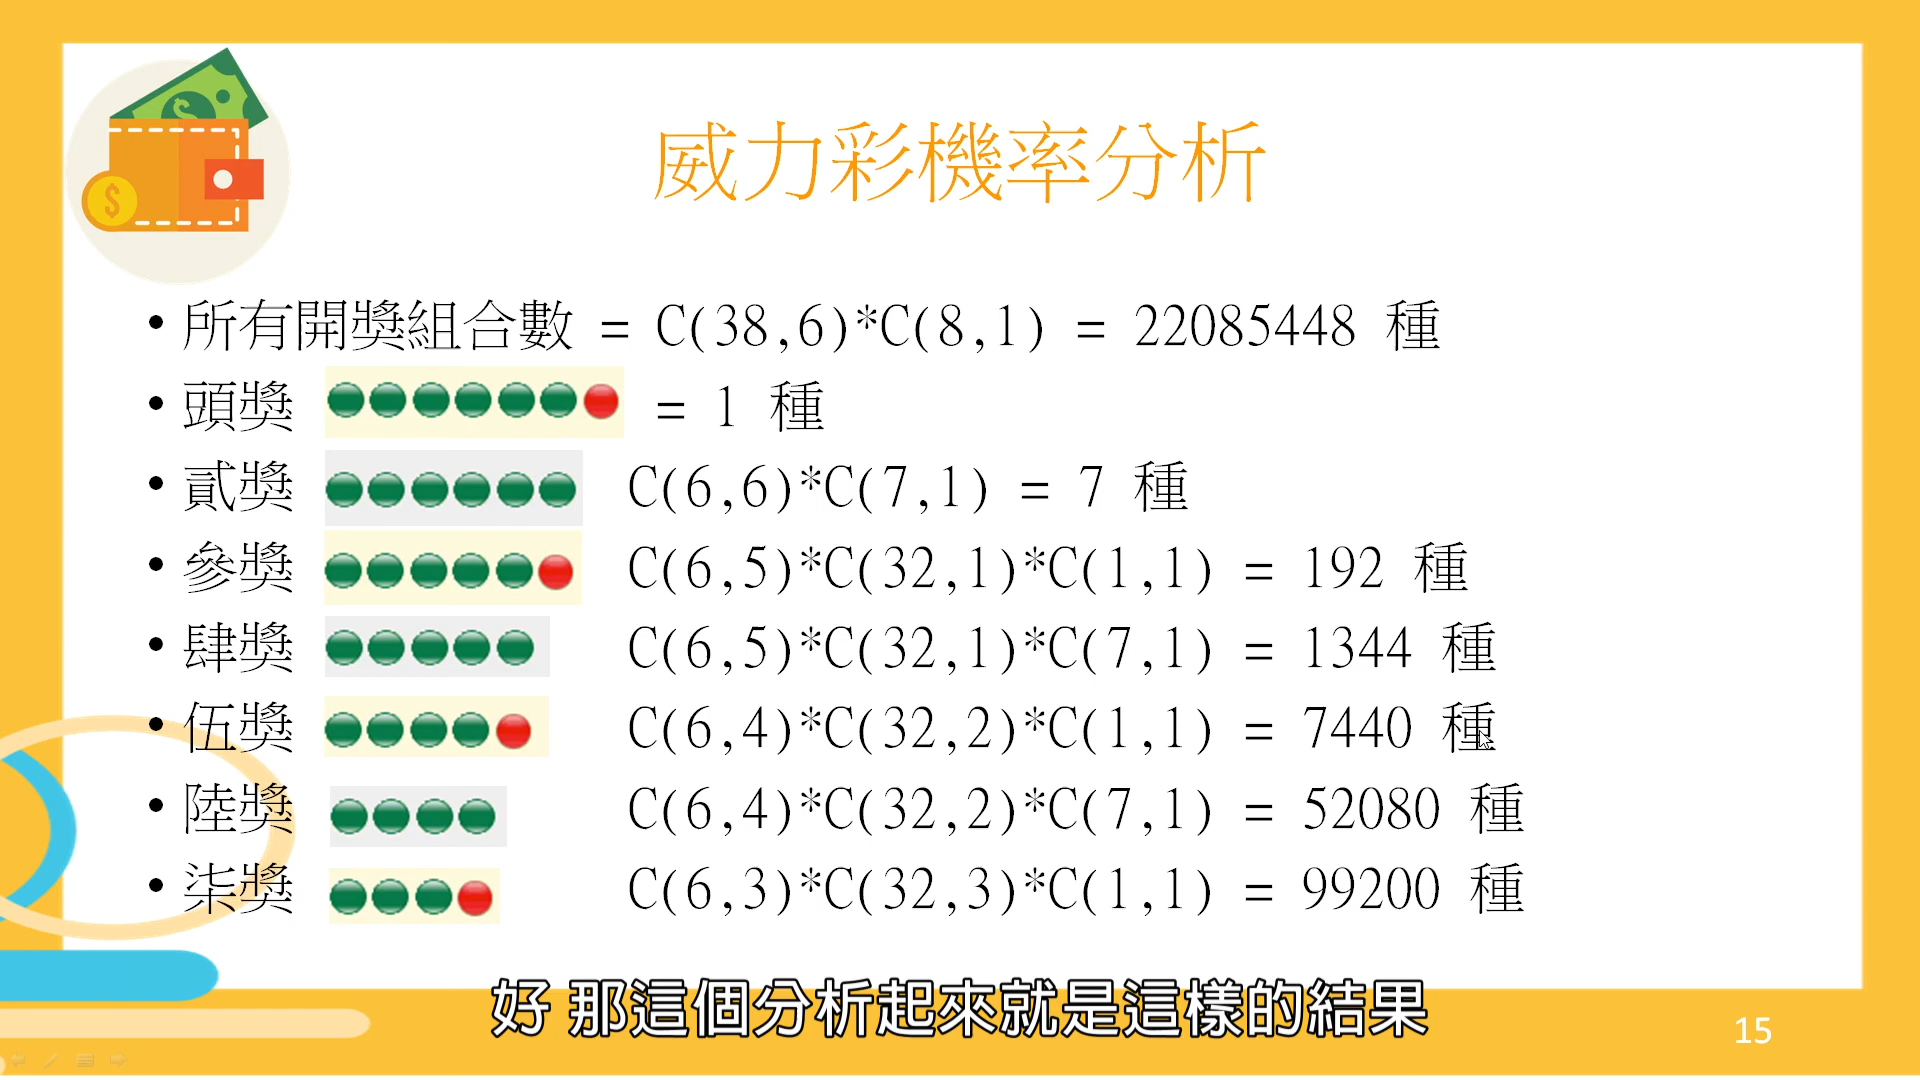 威力彩機率分析
• 所有開獎組合數 = C(38,6)*C(8,1) = 22085448 種
• 頭獎 = 1 種
• 貳獎 C(6,6)*C(7,1) = 7 種
• 參獎 C(6,5)*C(32,1)*C(1,1) = 192 種
• 肆獎 C(6,5)*C(32,1)*C(7,1) = 1344 種
• 伍獎 C(6,4)*C(32,2)*C(1,1) = 7440 種
• 陸獎 C(6,4)*C(32,2)*C(7,1) = 52080 種
• 柒獎 C(6,3)*C(32,3)*C(1,1) = 99200 種
好 那這個分析起來就是這樣的結果
15